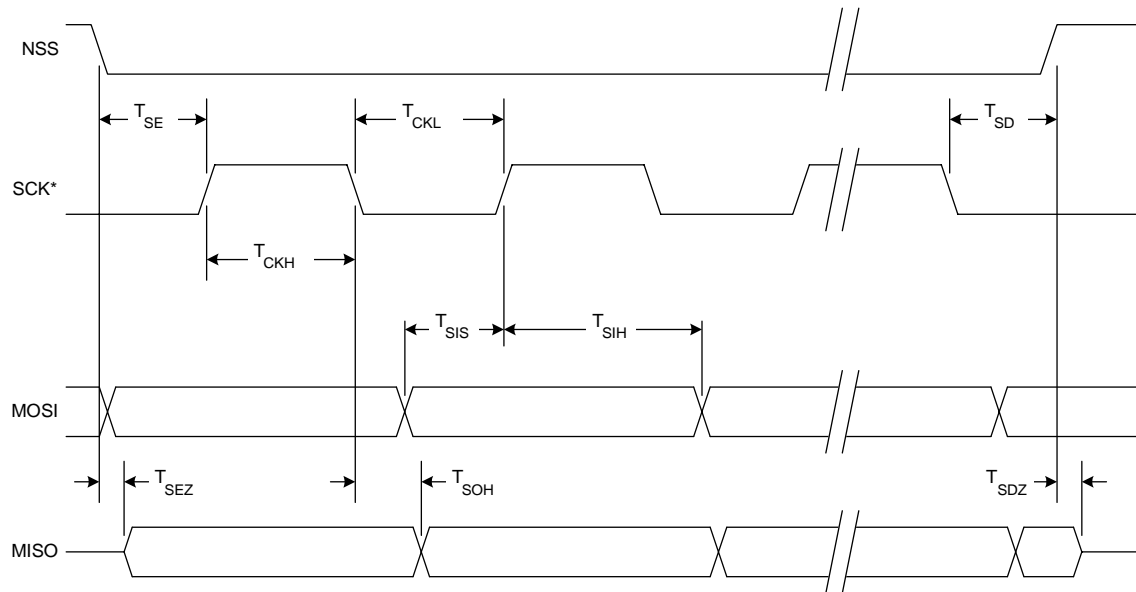 NSS
T_SE
T_CKL
T_SD
SCK*
T_CKH
T_SIS
T_SIH
MOSI
T_SEZ
T_SOH
T_SDZ
MISO